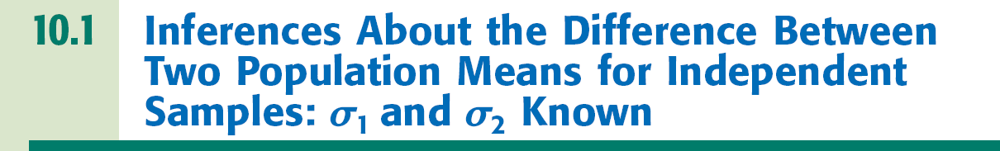 10.1 Inferences About the Difference Between
Two Population Means for Independent
Samples: σ₁ and σ₂ Known